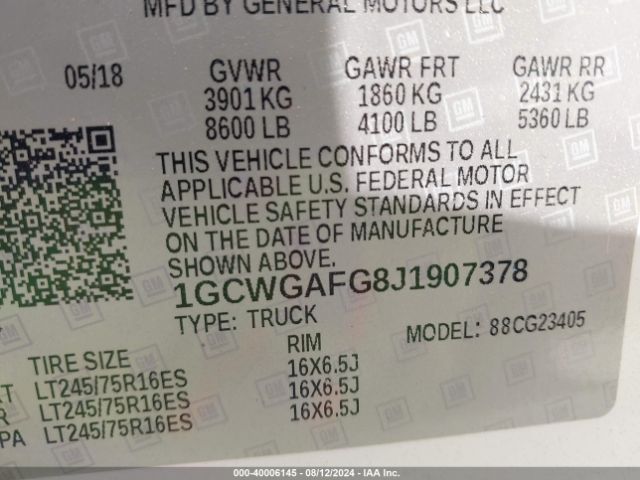 MFD BY GENERAL MOTORS LLC
05/18 GVWR GAWR FRT GAWR RR
3901 KG 1860 KG 2431 KG
8600 LB 4100 LB 5360 LB
THIS VEHICLE CONFORMS TO ALL
APPLICABLE U.S. FEDERAL MOTOR
VEHICLE SAFETY STANDARDS IN EFFECT
ON THE DATE OF MANUFACTURE
SHOWN ABOVE.
1GCWGAFG8J1907378
TYPE: TRUCK MODEL: 88CG23405
TIRE SIZE RIM
RT LT245/75R16ES 16X6.5J
R LT245/75R16ES 16X6.5J
PA LT245/75R16ES 16X6.5J
000-40006145 - 08/12/2024 - IAA Inc.